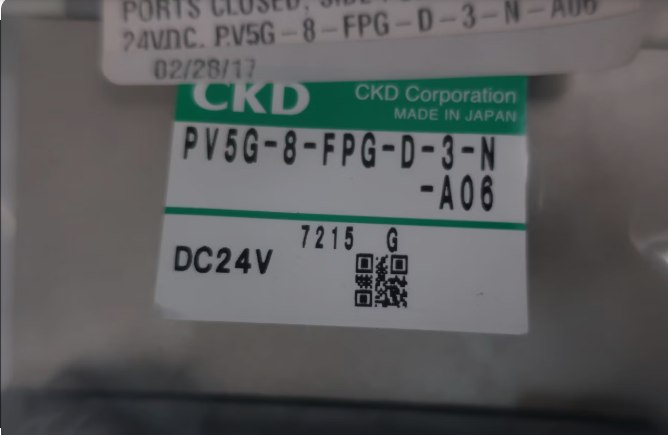 PORTS CLOSED, SIDE
24VDC, PV5G-8-FPG-D-3-N-A06
02/28/17
CKD
CKD Corporation
MADE IN JAPAN
PV5G-8-FPG-D-3-N
-A06
7215 G
DC24V